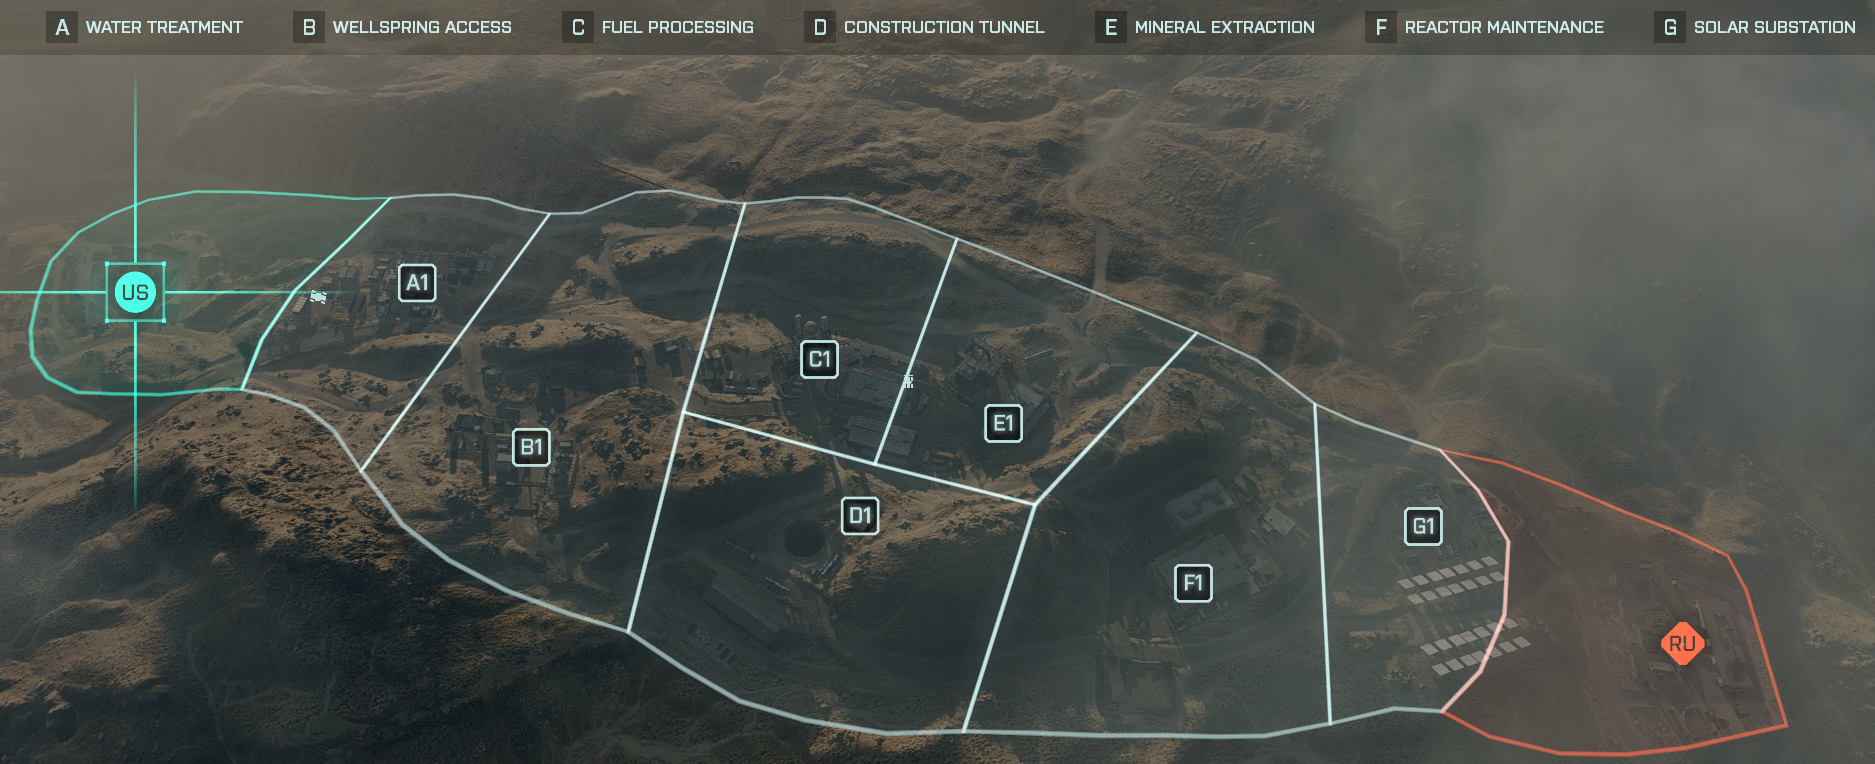 A WATER TREATMENT B WELLSPRING ACCESS C FUEL PROCESSING D CONSTRUCTION TUNNEL E MINERAL EXTRACTION F REACTOR MAINTENANCE G SOLAR SUBSTATION
US
A1
C1
E1
B1
D1
G1
F1
RU